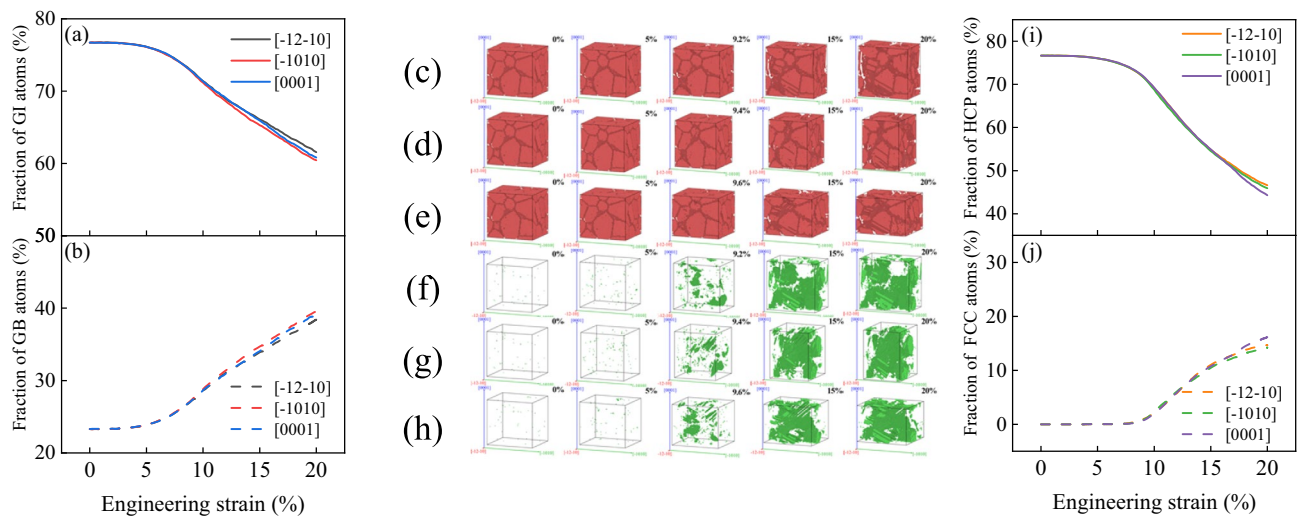 (a)
80
70
60
50
Fraction of GI atoms (%)
[-12-10]
[-1010]
[0001]
(b)
40
30
20
Fraction of GB atoms (%)
[-12-10]
[-1010]
[0001]
0 5 10 15 20
Engineering strain (%)
(c)
0% 5% 9.2% 15% 20%
(d)
0% 5% 9.4% 15% 20%
(e)
0% 5% 9.6% 15% 20%
(f)
0% 5% 9.2% 15% 20%
(g)
0% 5% 9.4% 15% 20%
(h)
0% 5% 9.6% 15% 20%
(i)
80
70
60
50
40
Fraction of HCP atoms (%)
[-12-10]
[-1010]
[0001]
(j)
30
20
10
0
Fraction of FCC atoms (%)
[-12-10]
[-1010]
[0001]
0 5 10 15 20
Engineering strain (%)